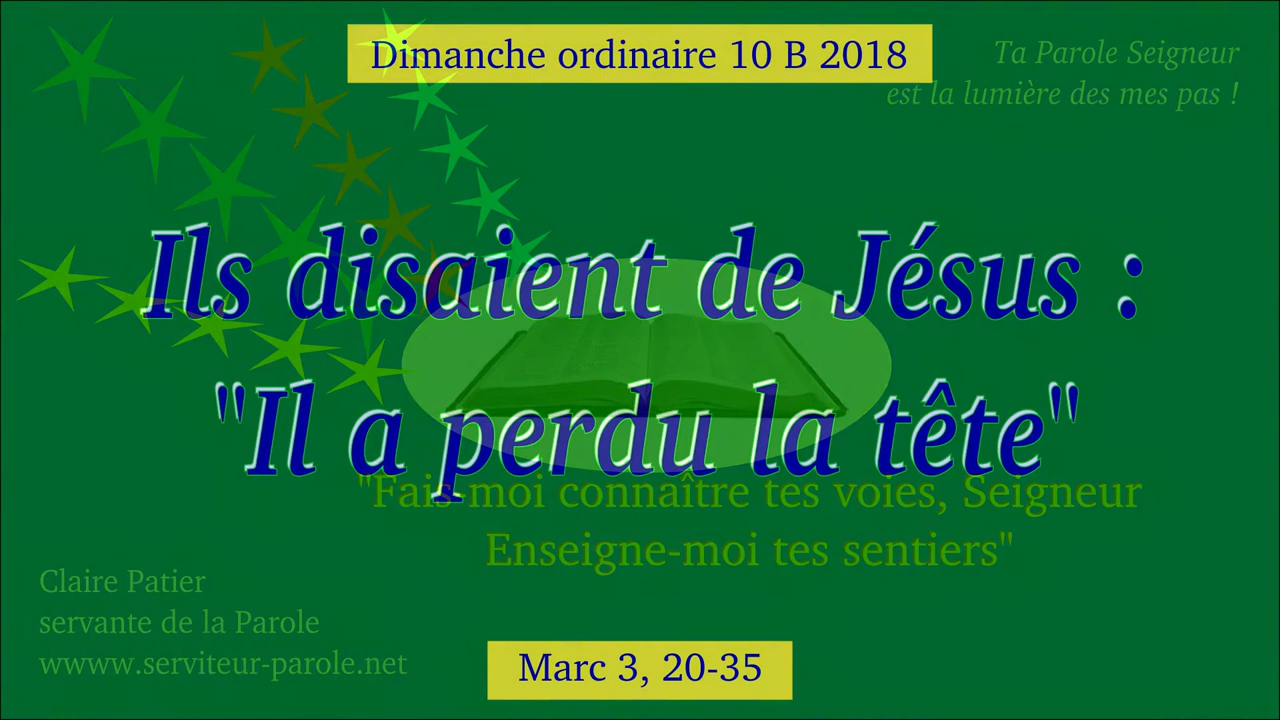 Dimanche ordinaire 10 B 2018
Ta Parole Seigneur
est la lumière des mes pas !
Ils disaient de Jésus :
"Il a perdu la tête"
"Fais-moi connaître tes voies, Seigneur
Enseigne-moi tes sentiers"
Claire Patier
servante de la Parole
wwww.serviteur-parole.net
Marc 3, 20-35